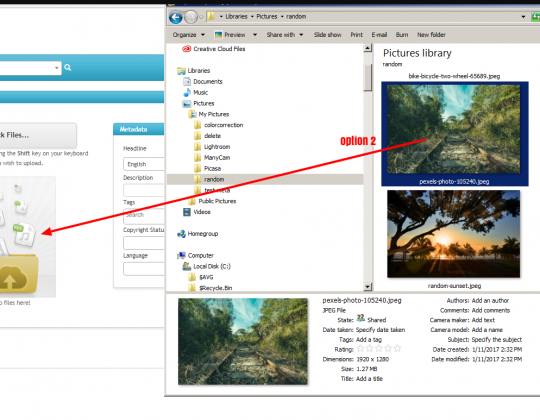 Libraries ▸ Pictures ▸ random
Organize
Preview
Share with
Slide show
Print
E-mail
Burn
New folder
Creative Cloud Files
Libraries
Documents
Music
Pictures
My Pictures
colorcorrection
delete
Lightroom
ManyCam
Picasa
random
Public Pictures
Videos
Homegroup
Computer
Local Disk (C:)
$AVG
$Recycle.Bin
Pictures library
random
bike-bicycle-two-wheel-65689.jpeg
option 2
pexels-photo-105240.jpeg
random-sunset.jpeg
k Files...
ng the Shift key on your keyboard
wish to upload.
files here!
Metadata
Headline
English
Description
Tags
Search
Copyright Statu
Language
pexels-photo-105240.jpeg
JPEG File
State: Shared
Date taken: Specify date taken
Tags: Add a tag
Rating:
Dimensions: 1920 x 1280
Size: 1.27 MB
Title: Add a title
Authors: Add an author
Comments: Add comments
Camera maker: Add text
Camera model: Add a name
Subject: Specify the subject
Date created: 1/11/2017 2:32 PM
Date modified: 1/11/2017 2:32 PM